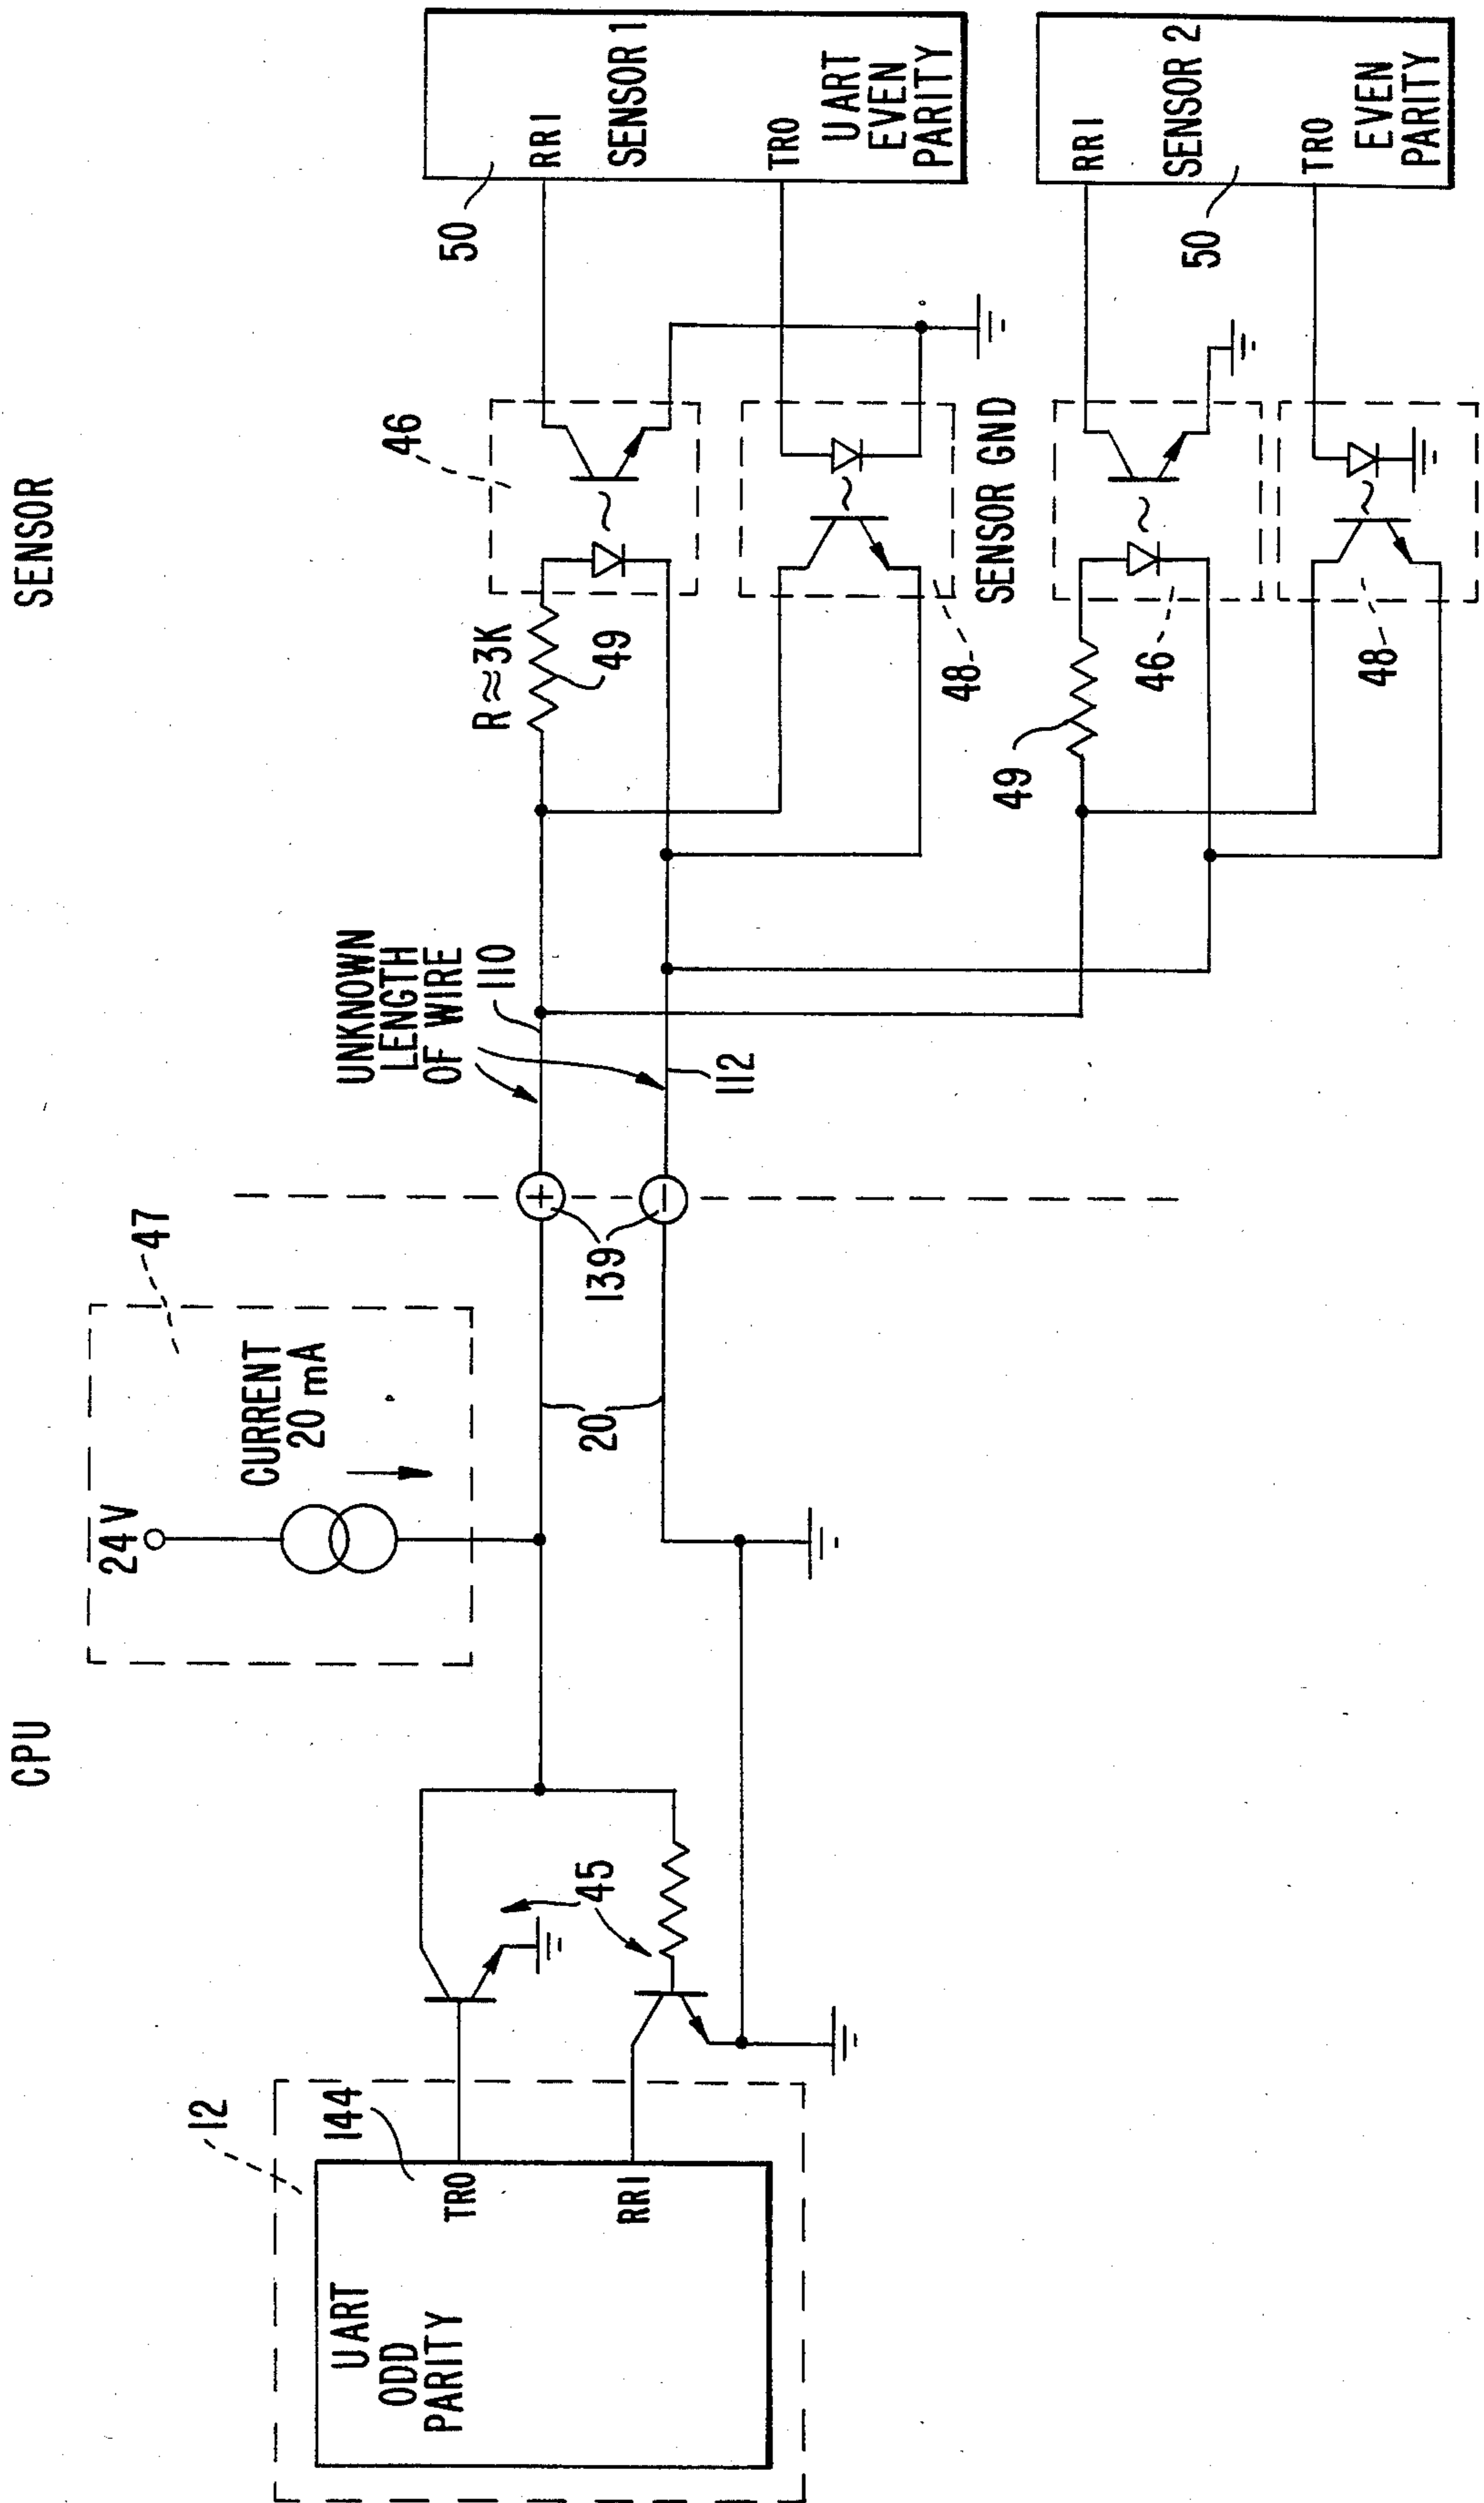 CPU
SENSOR
12
144
UART
ODD
PARITY
TRO
RRI
45
24 V
CURRENT
20 mA
47
20
139
+
−
UNKNOWN
LENGTH
OF WIRE
110
112
R≈3K
49
46
48
SENSOR GND
50
RRI
SENSOR 1
TRO
UART
EVEN
PARITY
49
46
48
50
RRI
SENSOR 2
TRO
EVEN
PARITY